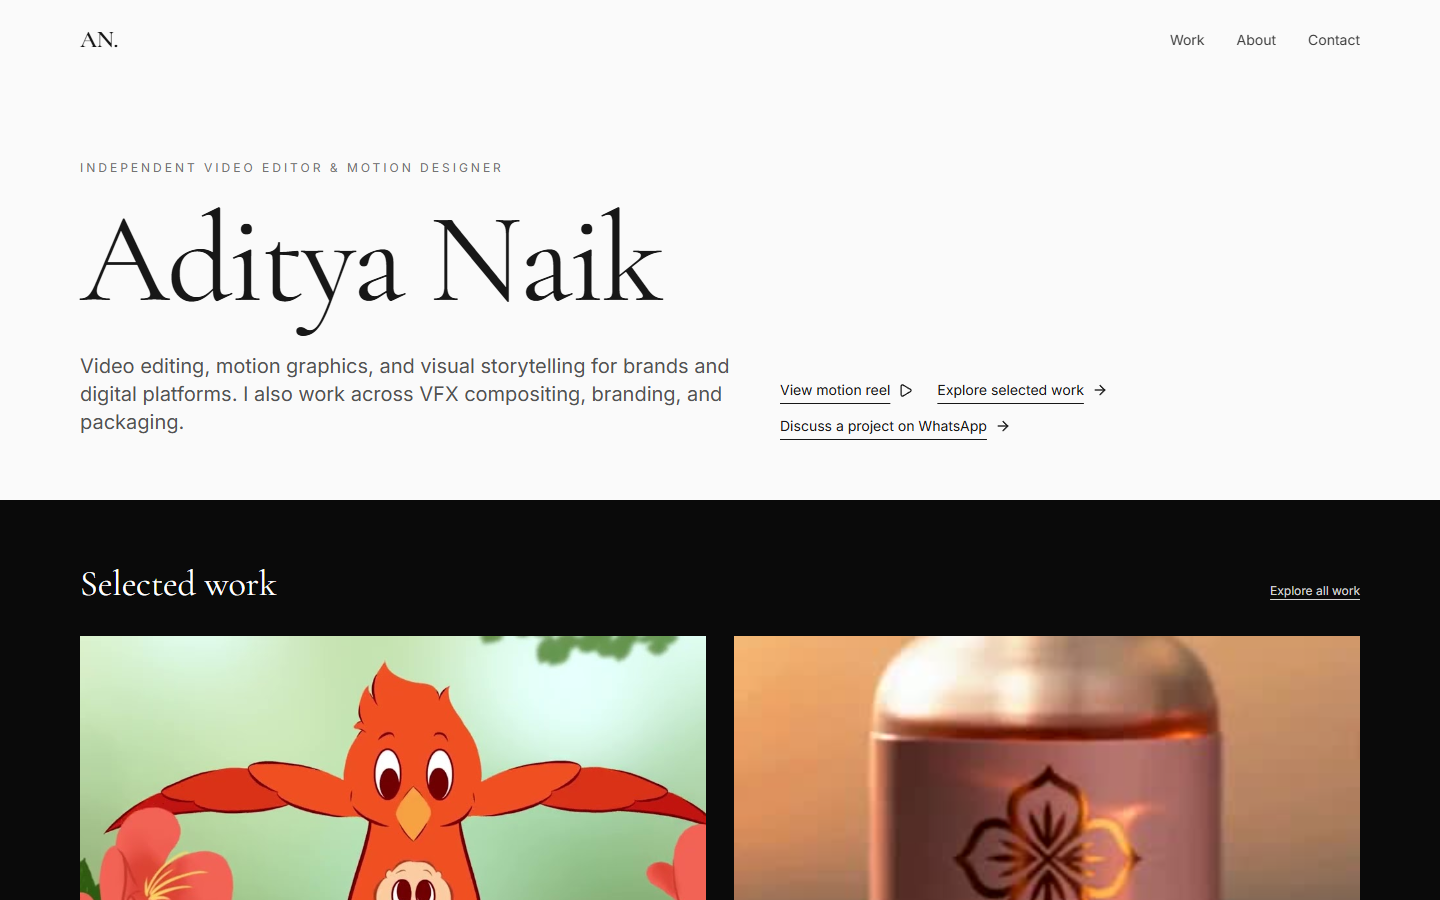 AN.
Work
About
Contact
INDEPENDENT VIDEO EDITOR & MOTION DESIGNER
Aditya Naik
Video editing, motion graphics, and visual storytelling for brands and
digital platforms. I also work across VFX compositing, branding, and
packaging.
View motion reel
Explore selected work
Discuss a project on WhatsApp
Selected work
Explore all work